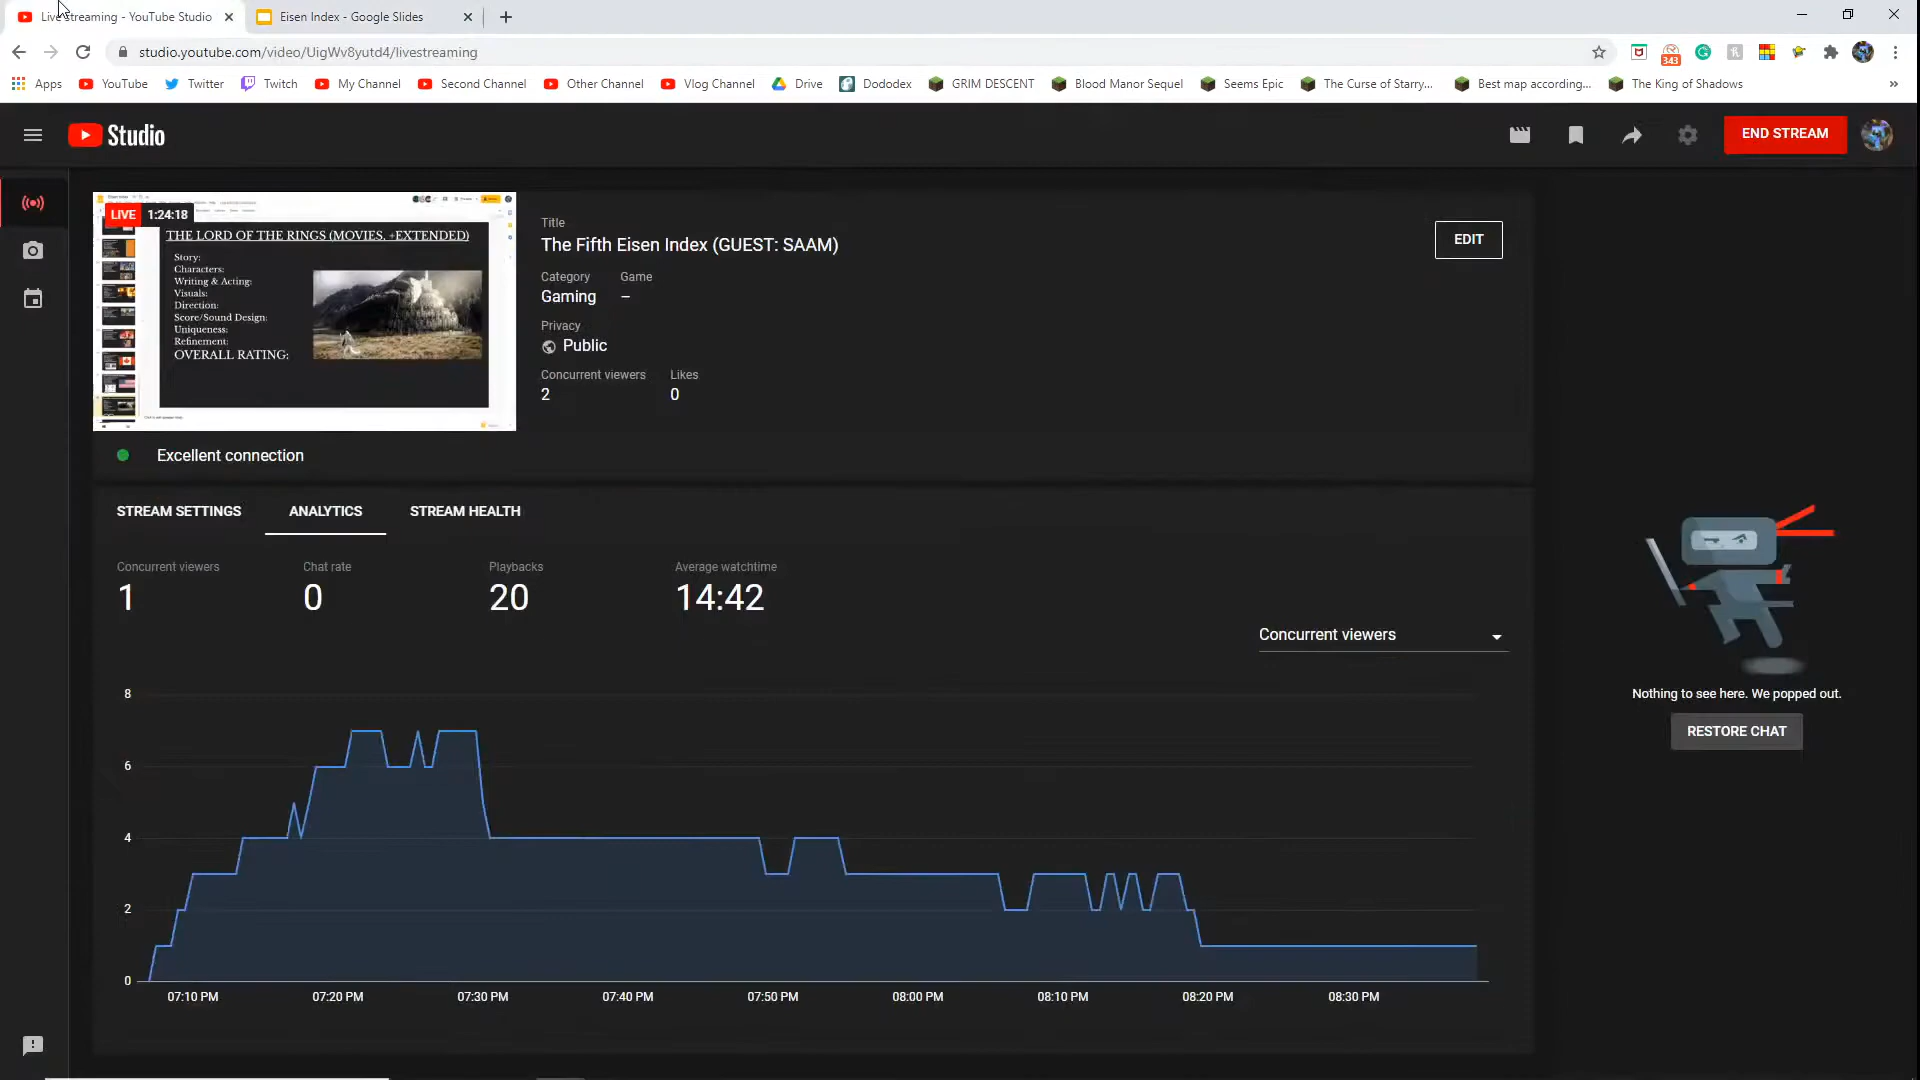 Live streaming - YouTube Studio
Eisen Index - Google Slides
studio.youtube.com/video/UigWv8yutd4/livestreaming
343
Apps
YouTube
Twitter
Twitch
My Channel
Second Channel
Other Channel
Vlog Channel
Drive
Dododex
GRIM DESCENT
Blood Manor Sequel
Seems Epic
The Curse of Starry...
Best map according...
The King of Shadows
Studio
END STREAM
LIVE 1:24:18
THE LORD OF THE RINGS (MOVIES, +EXTENDED)
Story:
Characters:
Writing & Acting:
Visuals:
Direction:
Score/Sound Design:
Uniqueness:
Refinement:
OVERALL RATING:
Title
The Fifth Eisen Index (GUEST: SAAM)
EDIT
Category Game
Gaming –
Privacy
Public
Concurrent viewers Likes
2 0
Excellent connection
STREAM SETTINGS ANALYTICS STREAM HEALTH
Concurrent viewers Chat rate Playbacks Average watchtime
1 0 20 14:42
Concurrent viewers
8
6
4
2
0
07:10 PM 07:20 PM 07:30 PM 07:40 PM 07:50 PM 08:00 PM 08:10 PM 08:20 PM 08:30 PM
Nothing to see here. We popped out.
RESTORE CHAT